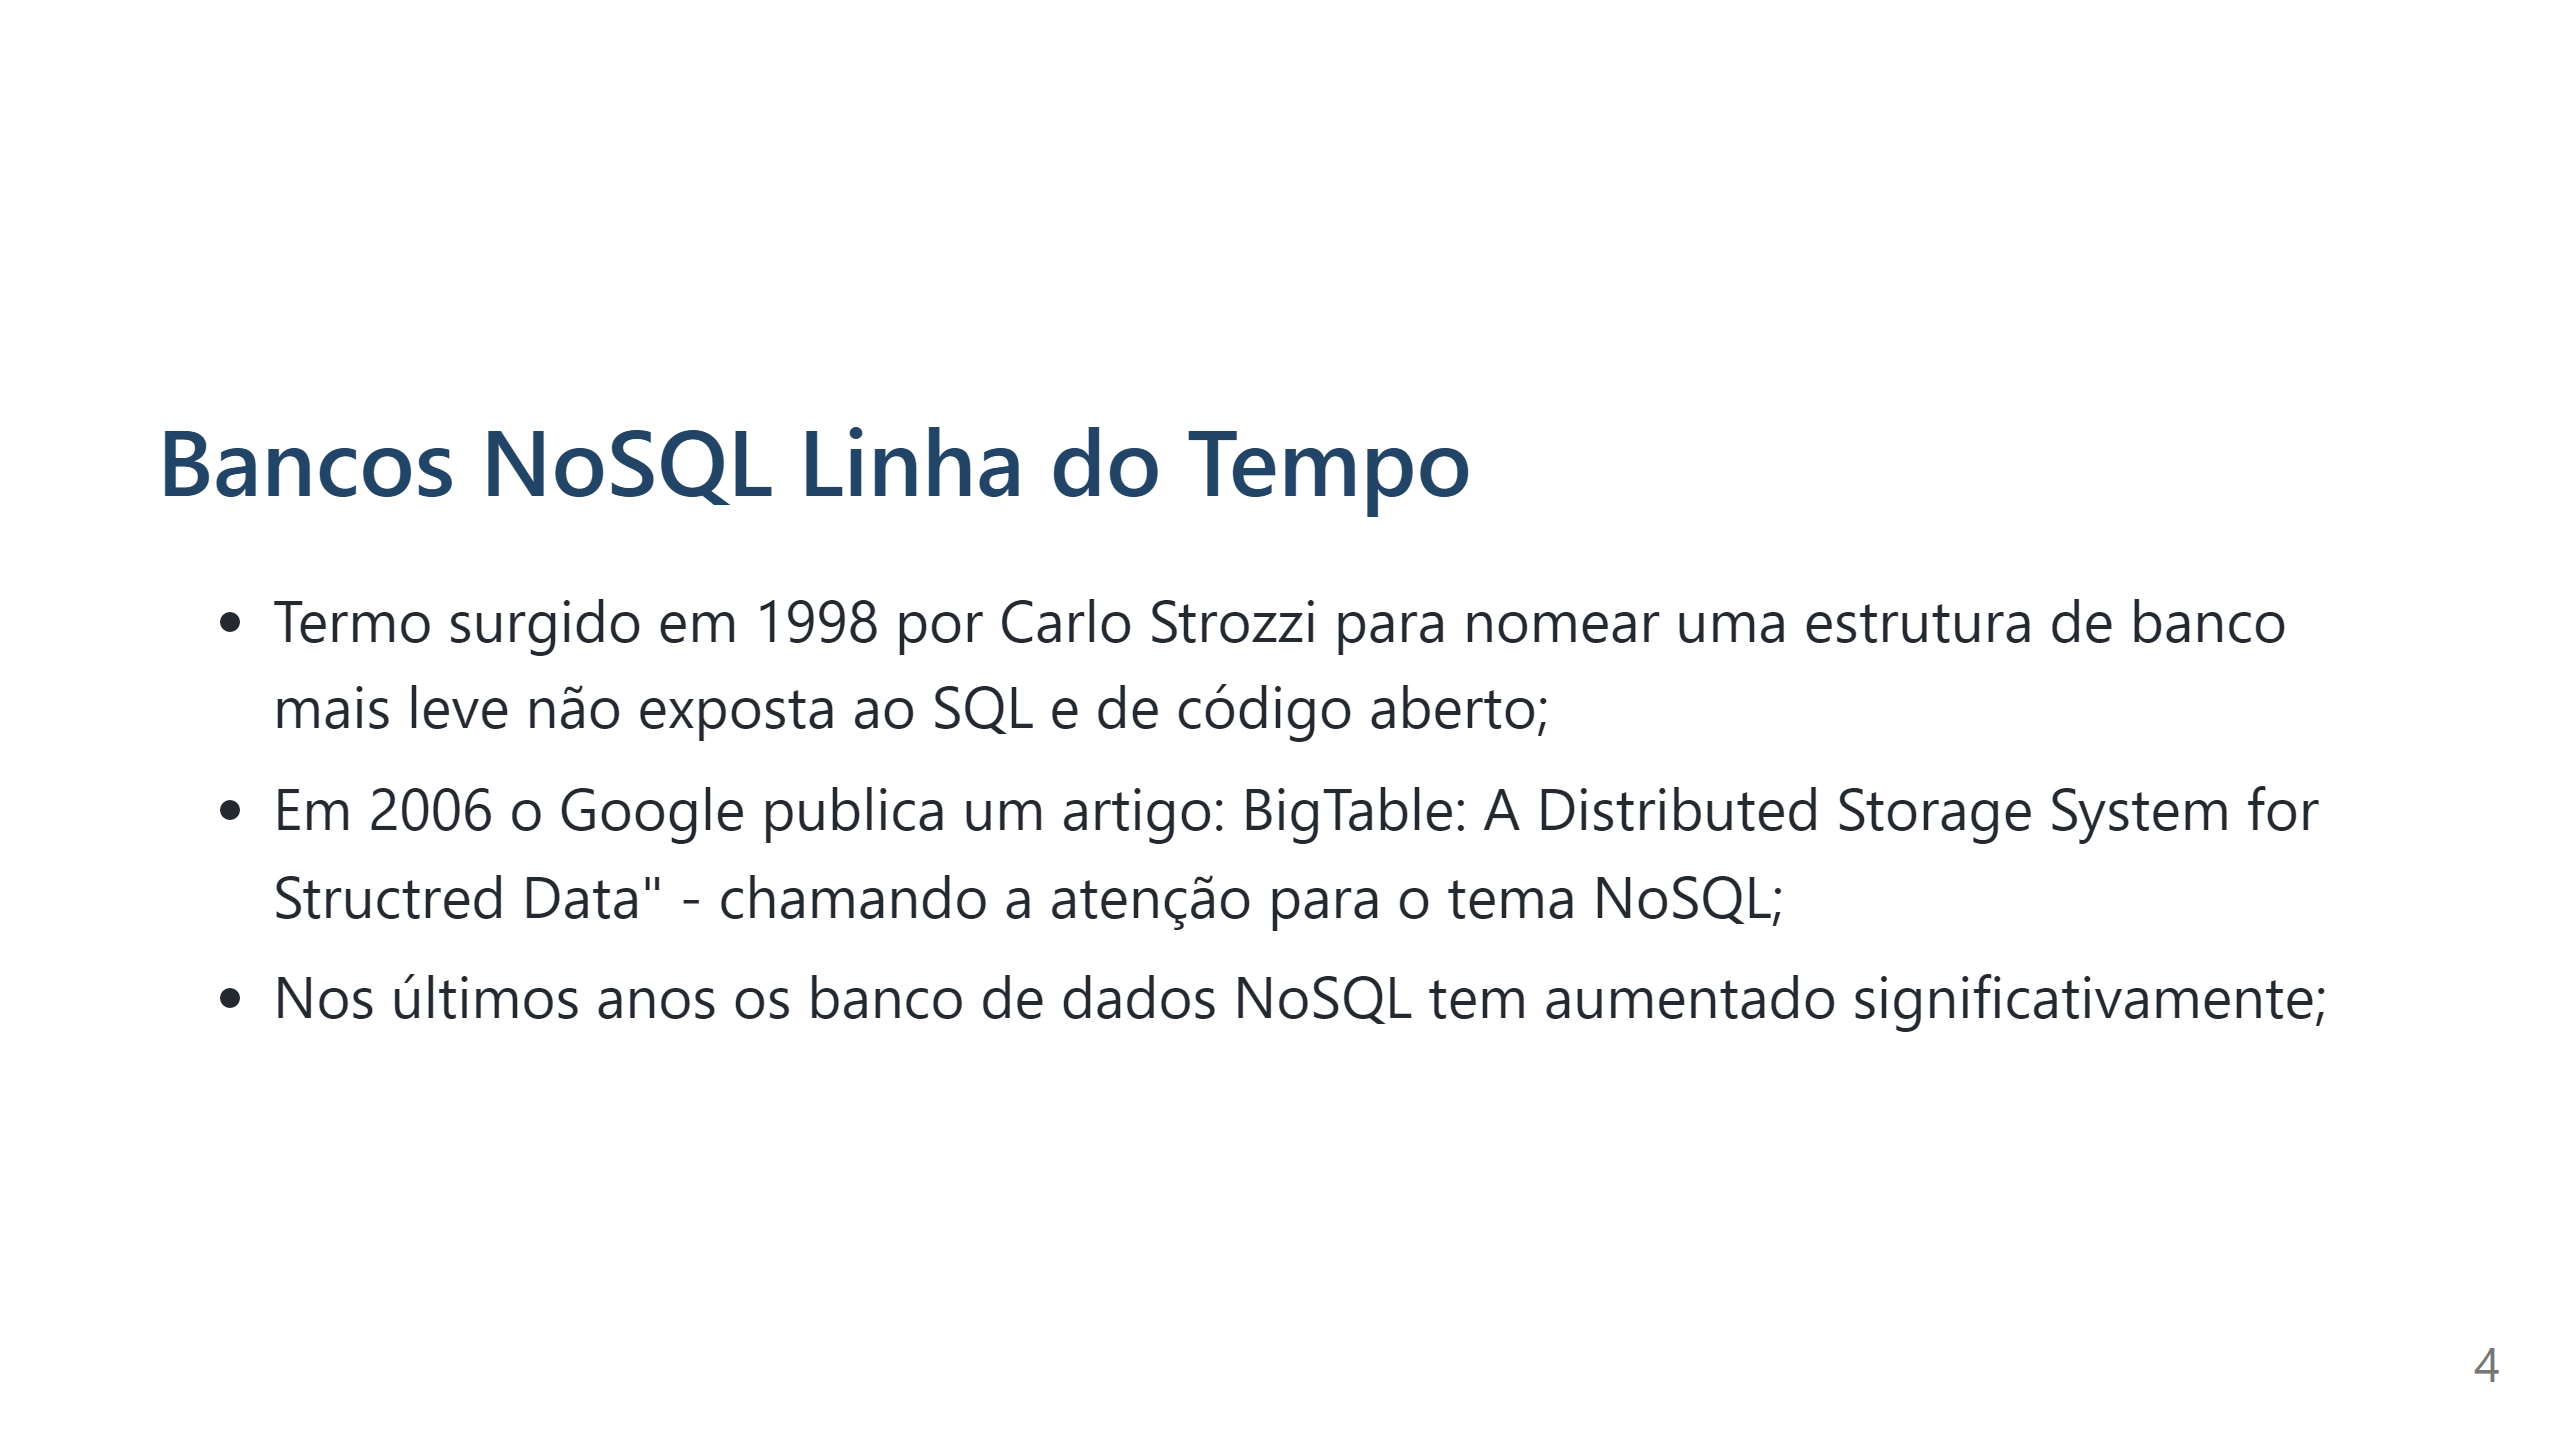 Bancos NoSQL Linha do Tempo
• Termo surgido em 1998 por Carlo Strozzi para nomear uma estrutura de banco
mais leve não exposta ao SQL e de código aberto;
• Em 2006 o Google publica um artigo: BigTable: A Distributed Storage System for
Structred Data" - chamando a atenção para o tema NoSQL;
• Nos últimos anos os banco de dados NoSQL tem aumentado significativamente;
4